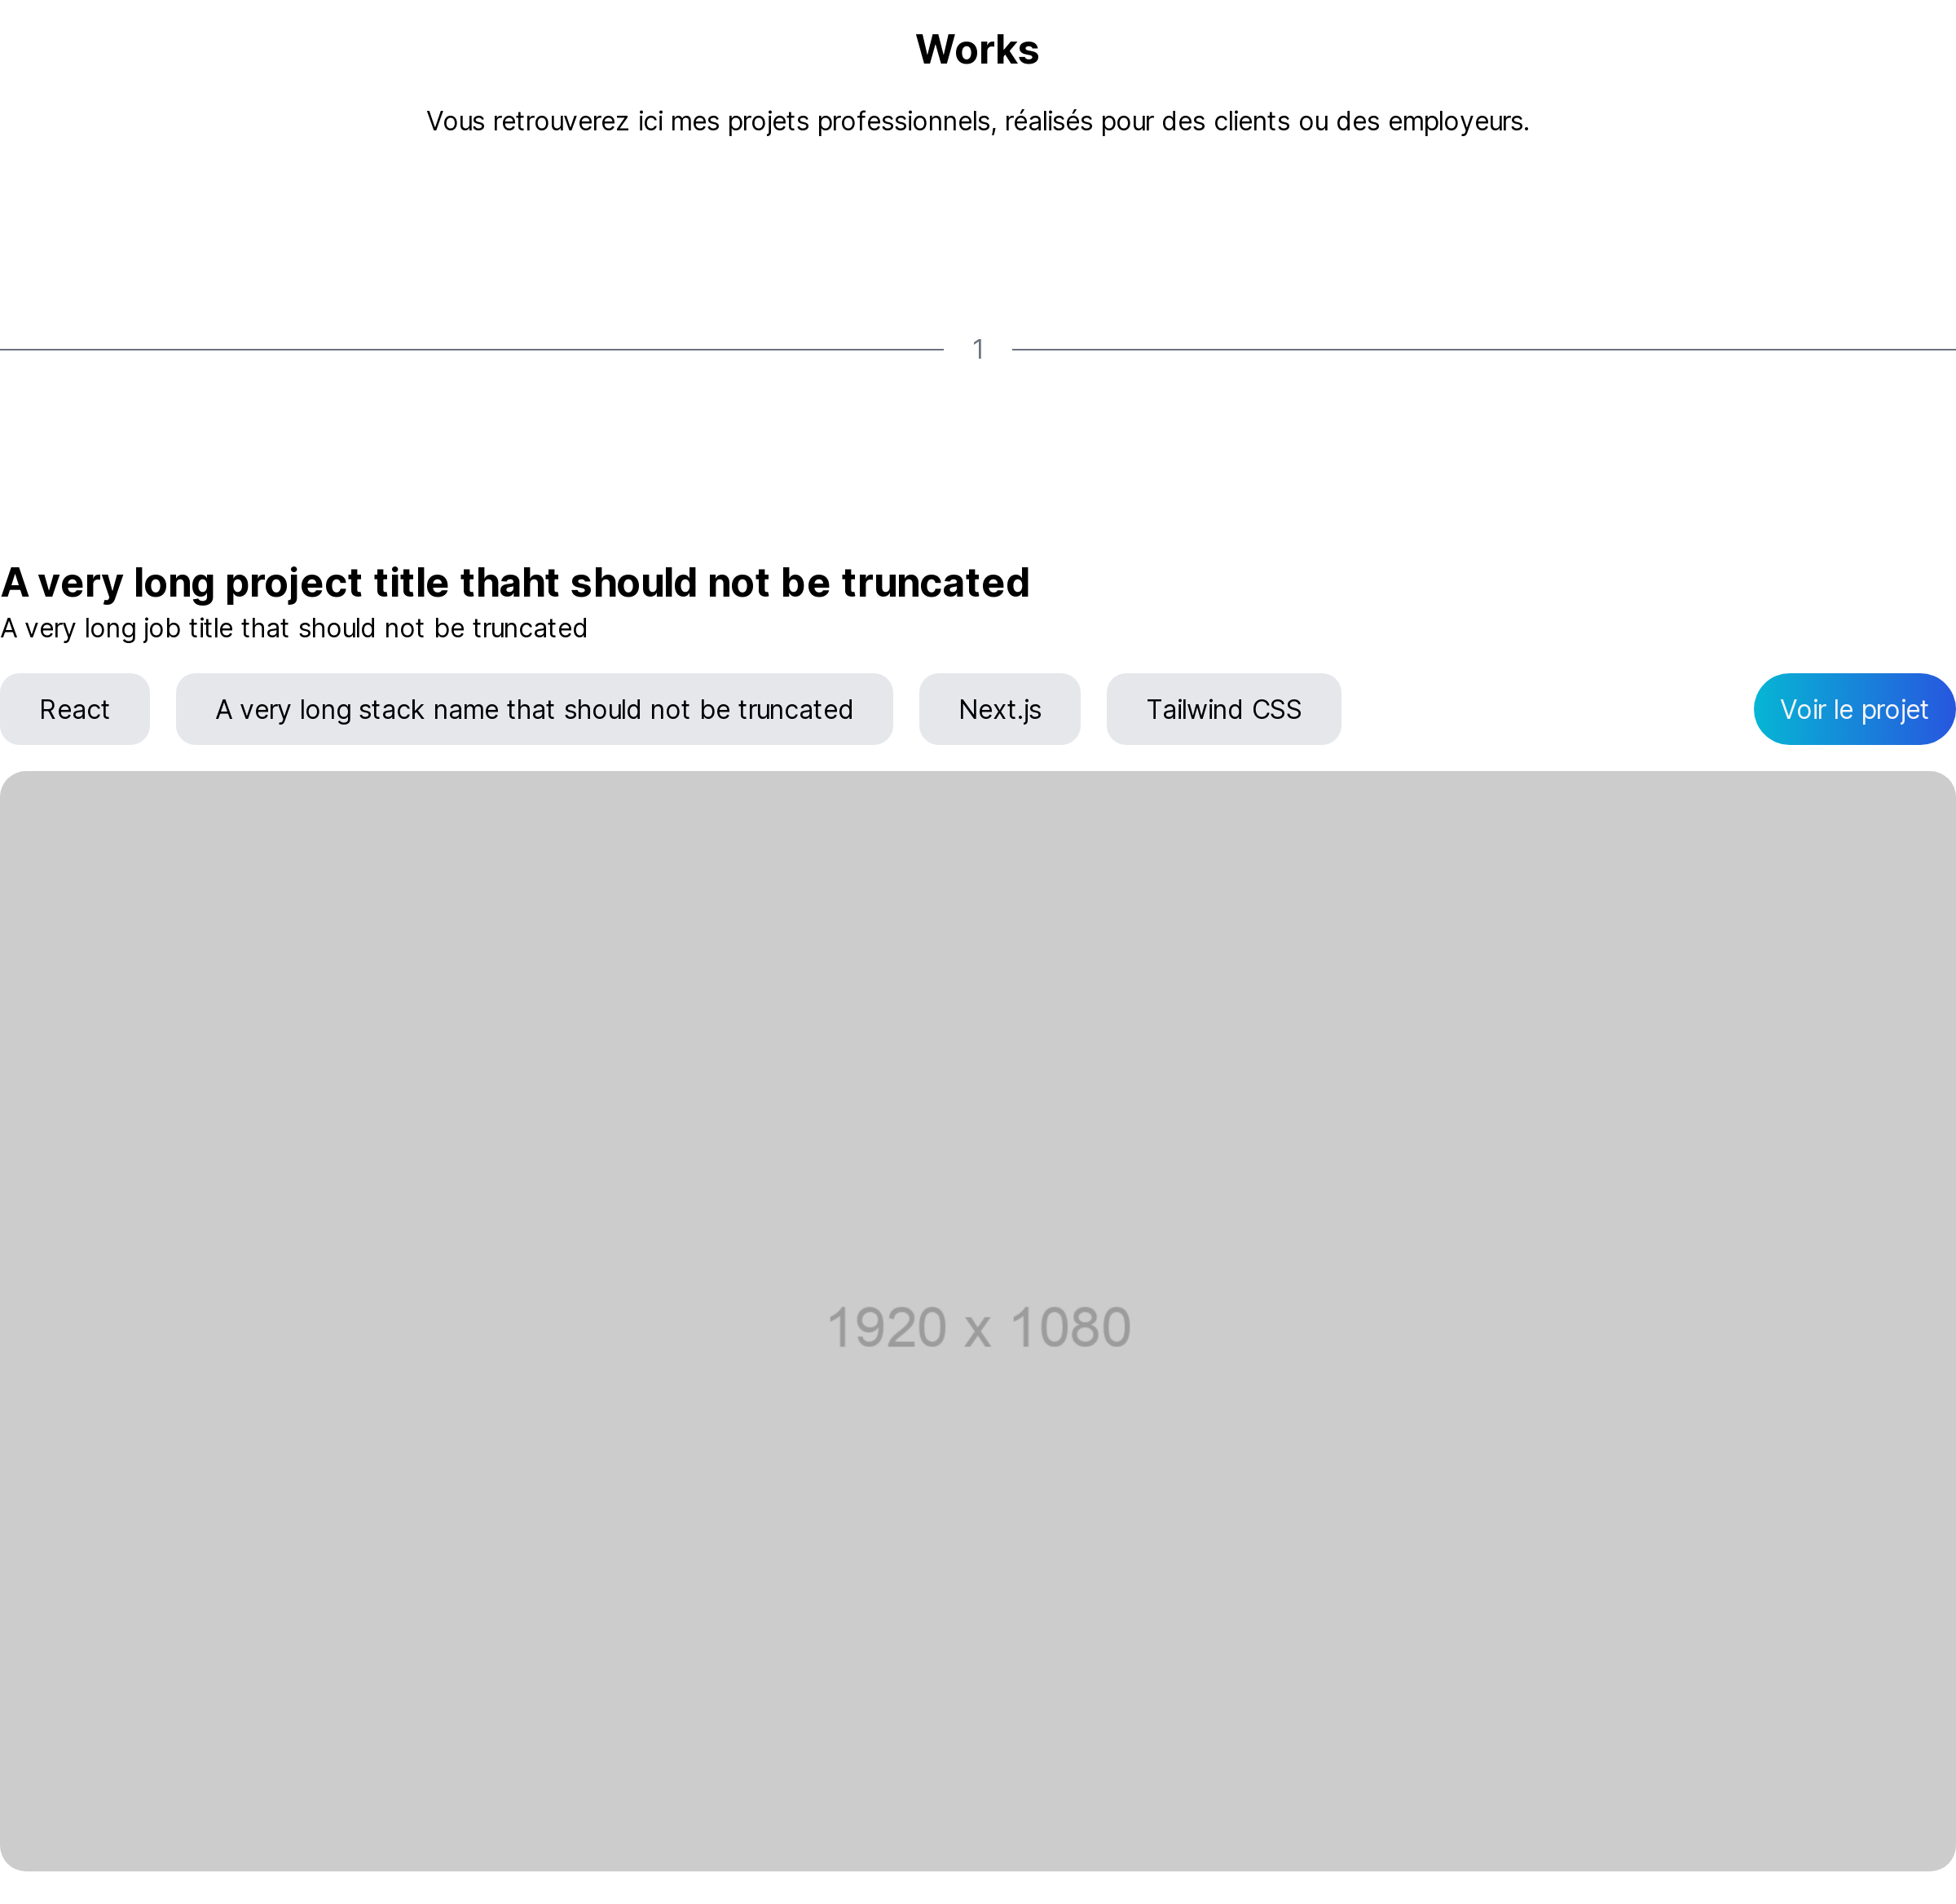 Works
Vous retrouverez ici mes projets professionnels, réalisés pour des clients ou des employeurs.
1
A very long project title thaht should not be truncated
A very long job title that should not be truncated
React
A very long stack name that should not be truncated
Next.js
Tailwind CSS
Voir le projet
1920 x 1080